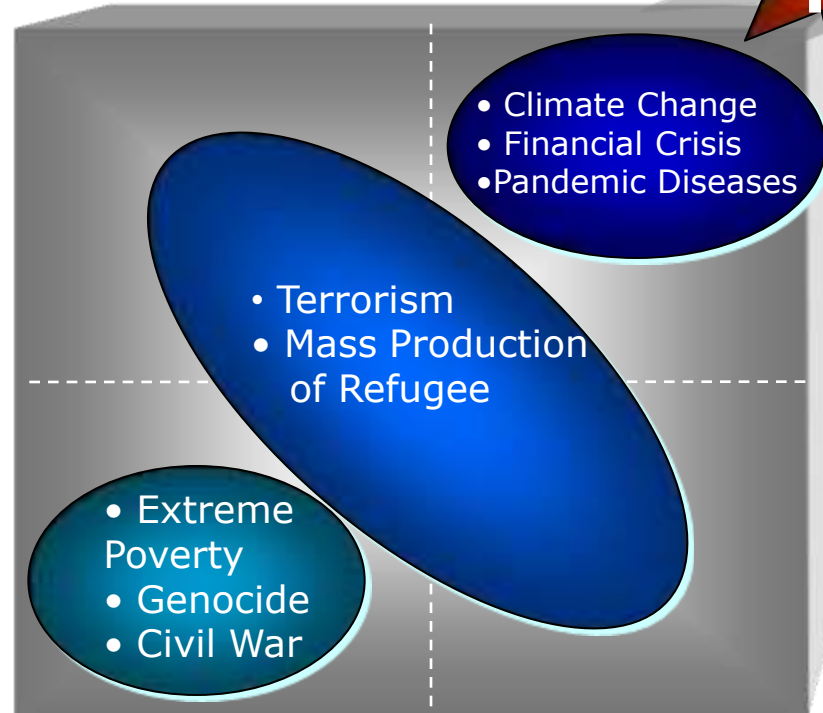 • Climate Change
• Financial Crisis
•Pandemic Diseases
• Terrorism
• Mass Production
of Refugee
• Extreme
Poverty
• Genocide
• Civil War